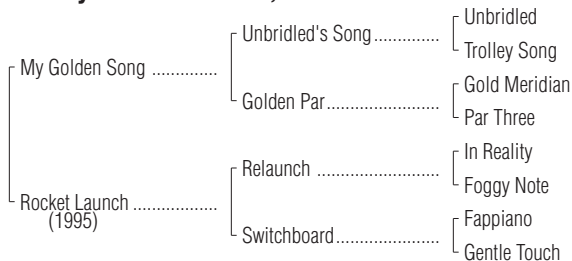 Unbridled
Unbridled's Song
Trolley Song
My Golden Song
Gold Meridian
Golden Par
Par Three
In Reality
Relaunch
Foggy Note
Rocket Launch
(1995)
Fappiano
Switchboard
Gentle Touch